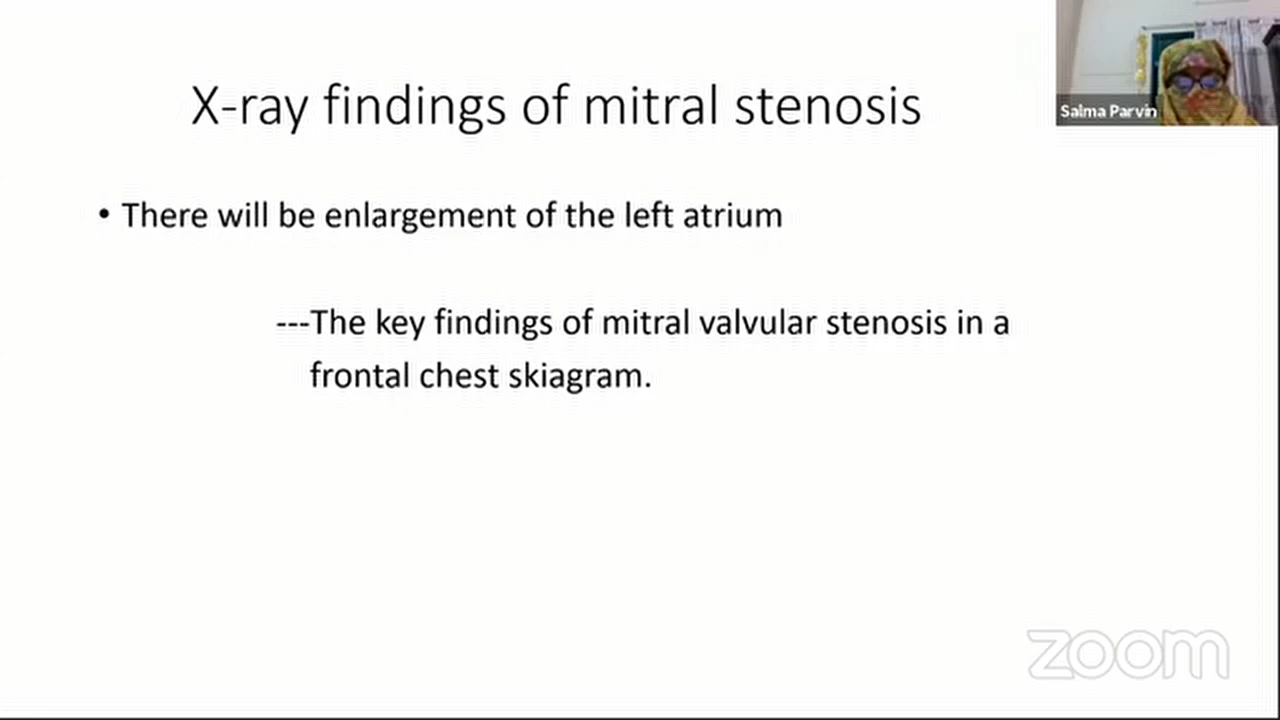 X-ray findings of mitral stenosis
Salma Parvin
• There will be enlargement of the left atrium
---The key findings of mitral valvular stenosis in a
frontal chest skiagram.
zoom